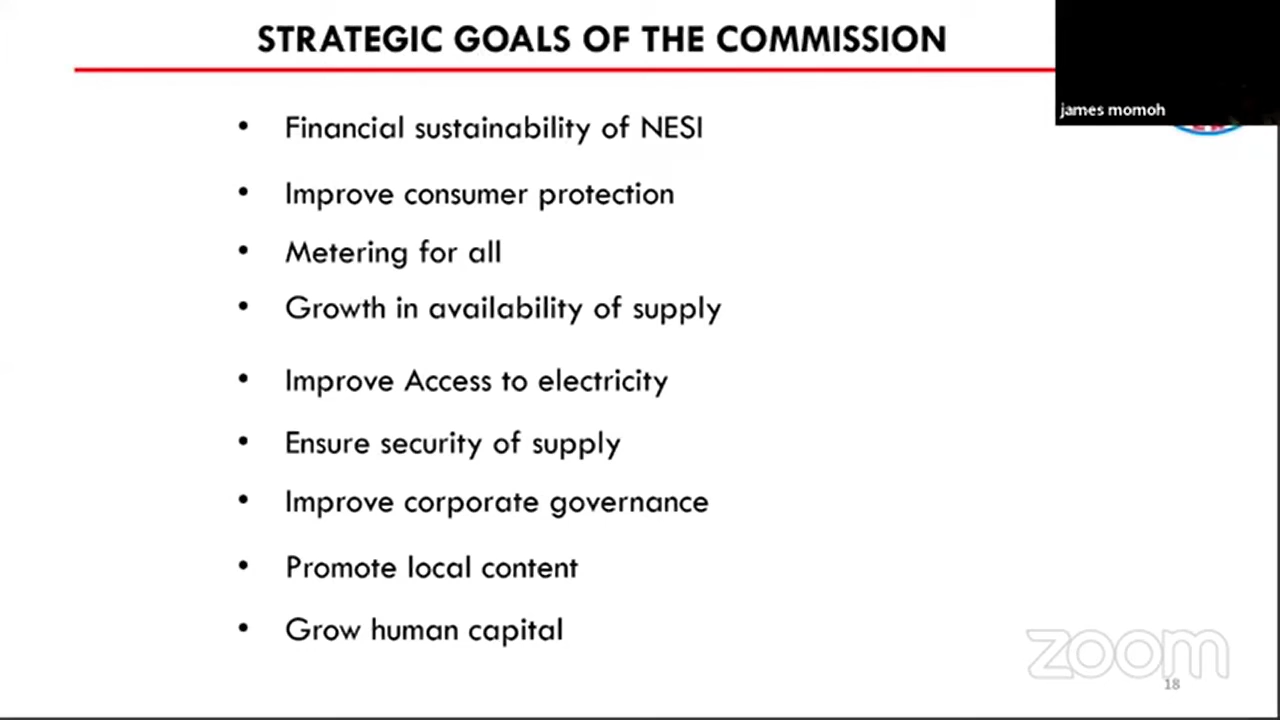 STRATEGIC GOALS OF THE COMMISSION
james momoh
• Financial sustainability of NESI
• Improve consumer protection
• Metering for all
• Growth in availability of supply
• Improve Access to electricity
• Ensure security of supply
• Improve corporate governance
• Promote local content
• Grow human capital
zoom
18